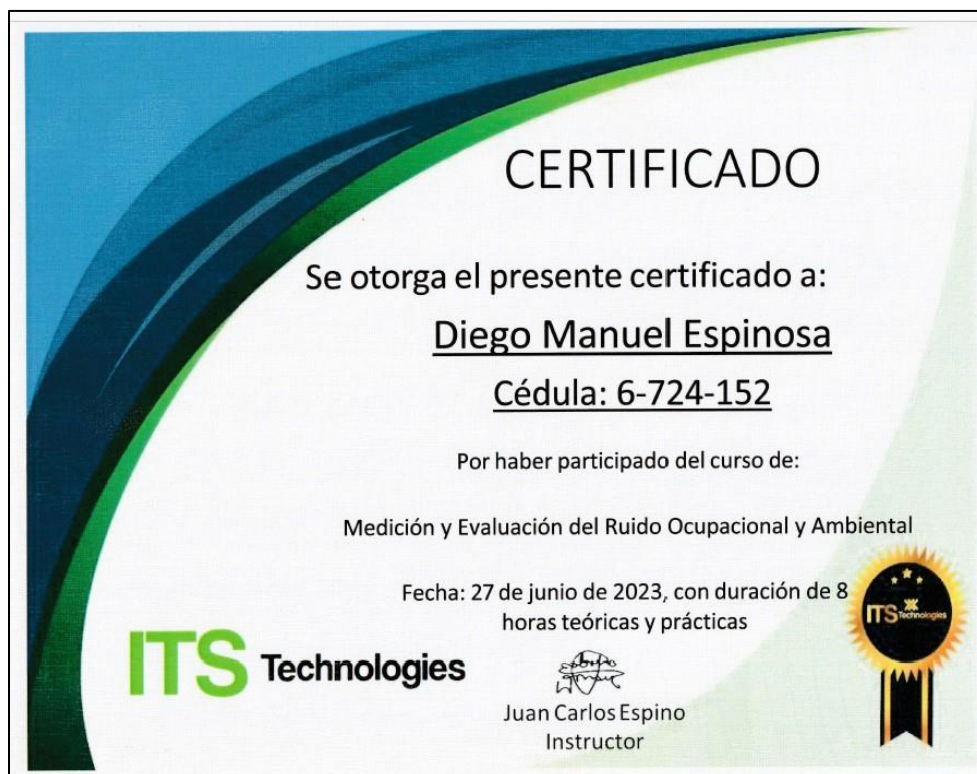 CERTIFICADO
Se otorga el presente certificado a:
Diego Manuel Espinosa
Cédula: 6-724-152
Por haber participado del curso de:
Medición y Evaluación del Ruido Ocupacional y Ambiental
Fecha: 27 de junio de 2023, con duración de 8
horas teóricas y prácticas
ITS Technologies
ITS Technologies
Juan Carlos Espino
Instructor